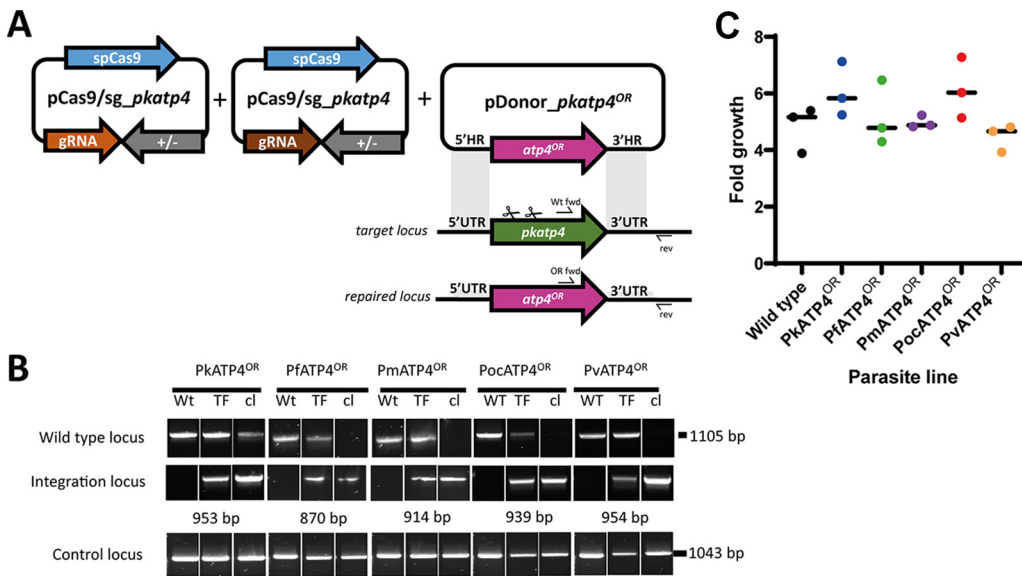 A
spCas9
pCas9/sg_pkatp4
gRNA
+/-
+
spCas9
pCas9/sg_pkatp4
gRNA
+/-
+
pDonor_pkatp4OR
5'HR
3'HR
atp4OR
Wt fwd
target locus
5'UTR
pkatp4
3'UTR
rev
OR fwd
repaired locus
5'UTR
atp4OR
3'UTR
rev
B
PkATP4OR PfATP4OR PmATP4OR PocATP4OR PvATP4OR
Wt TF cl Wt TF cl Wt TF cl WT TF cl WT TF cl
Wild type locus
1105 bp
Integration locus
953 bp 870 bp 914 bp 939 bp 954 bp
Control locus
1043 bp
C
Fold growth
8
6
4
2
0
Wild type
PkATP4OR
PfATP4OR
PmATP4OR
PocATP4OR
PvATP4OR
Parasite line